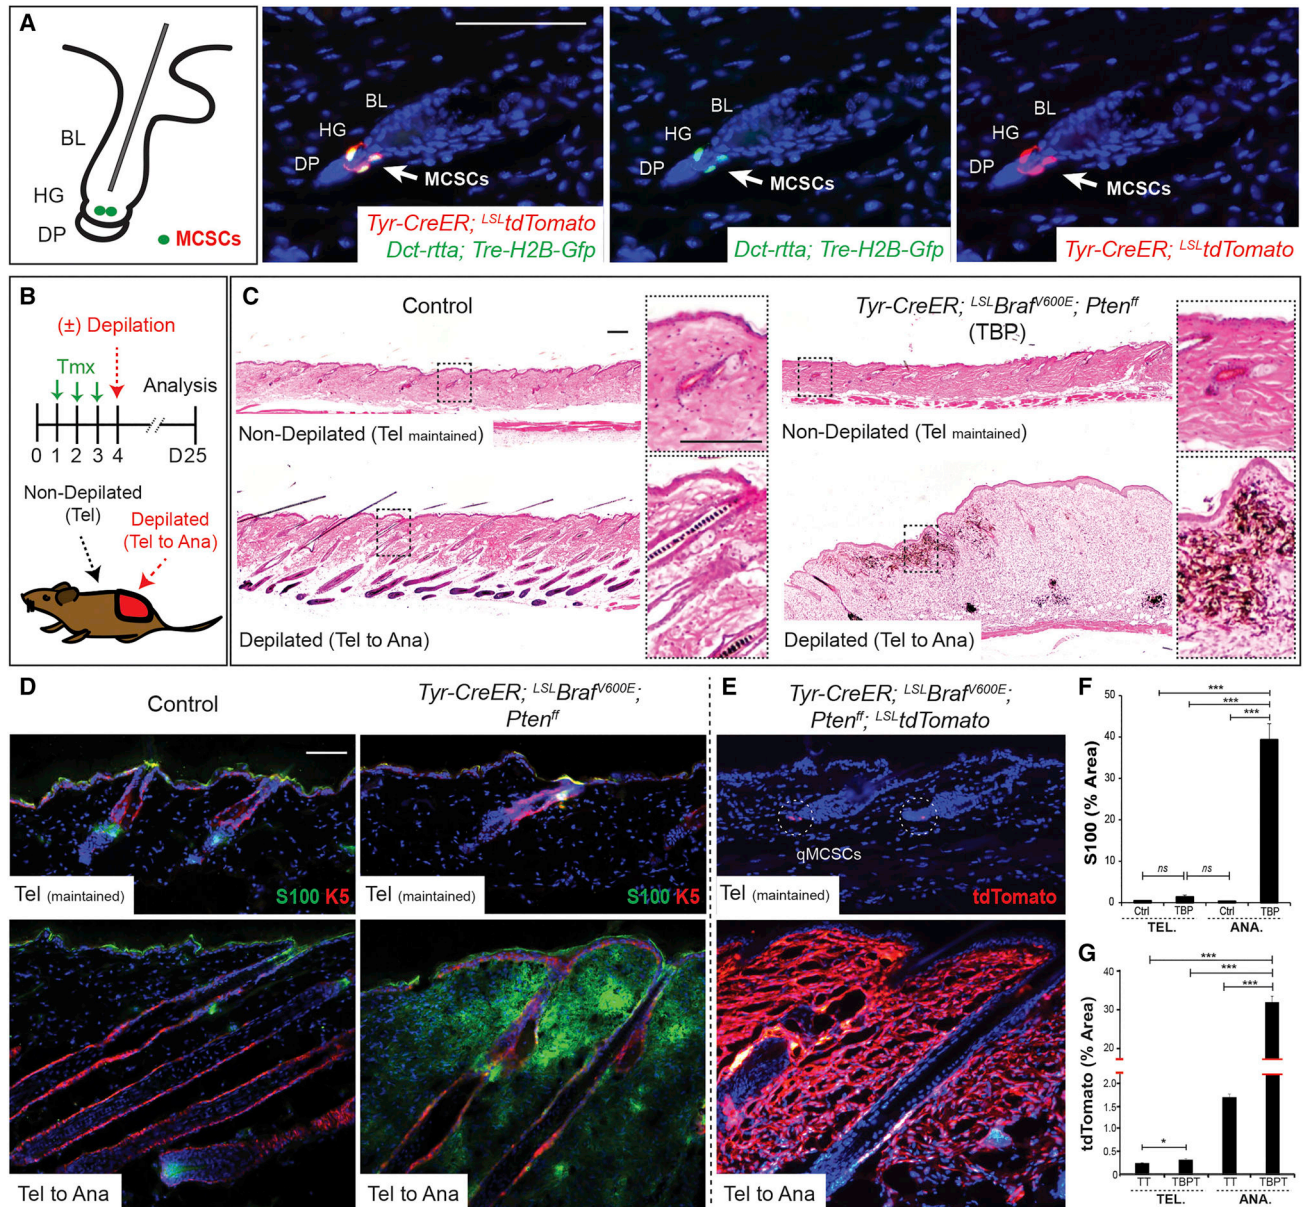 A
BL
HG
DP
MCSCs
BL
HG
DP
MCSCs
Tyr-CreER; LSLtdTomato
Dct-rtta; Tre-H2B-Gfp
BL
HG
DP
MCSCs
Dct-rtta; Tre-H2B-Gfp
BL
HG
DP
MCSCs
Tyr-CreER; LSLtdTomato
B
(±) Depilation
Tmx
Analysis
0 1 2 3 4 D25
Non-Depilated
(Tel)
Depilated
(Tel to Ana)
C
Control
Non-Depilated (Tel maintained)
Depilated (Tel to Ana)
Tyr-CreER; LSLBrafV600E; Ptenff
(TBP)
Non-Depilated (Tel maintained)
Depilated (Tel to Ana)
D
Control
Tyr-CreER; LSLBrafV600E;
Ptenff
Tel (maintained)
S100 K5
Tel (maintained)
S100 K5
Tel to Ana
Tel to Ana
E
Tyr-CreER; LSLBrafV600E;
Ptenff; LSLtdTomato
qMCSCs
Tel (maintained)
tdTomato
Tel to Ana
F
S100 (% Area)
50
40
30
20
10
0
***
***
***
ns
ns
Ctrl TBP Ctrl TBP
TEL. ANA.
G
tdTomato (% Area)
40
30
20
2.0
1.5
1.0
0.5
0
***
***
***
*
TT TBPT TT TBPT
TEL. ANA.